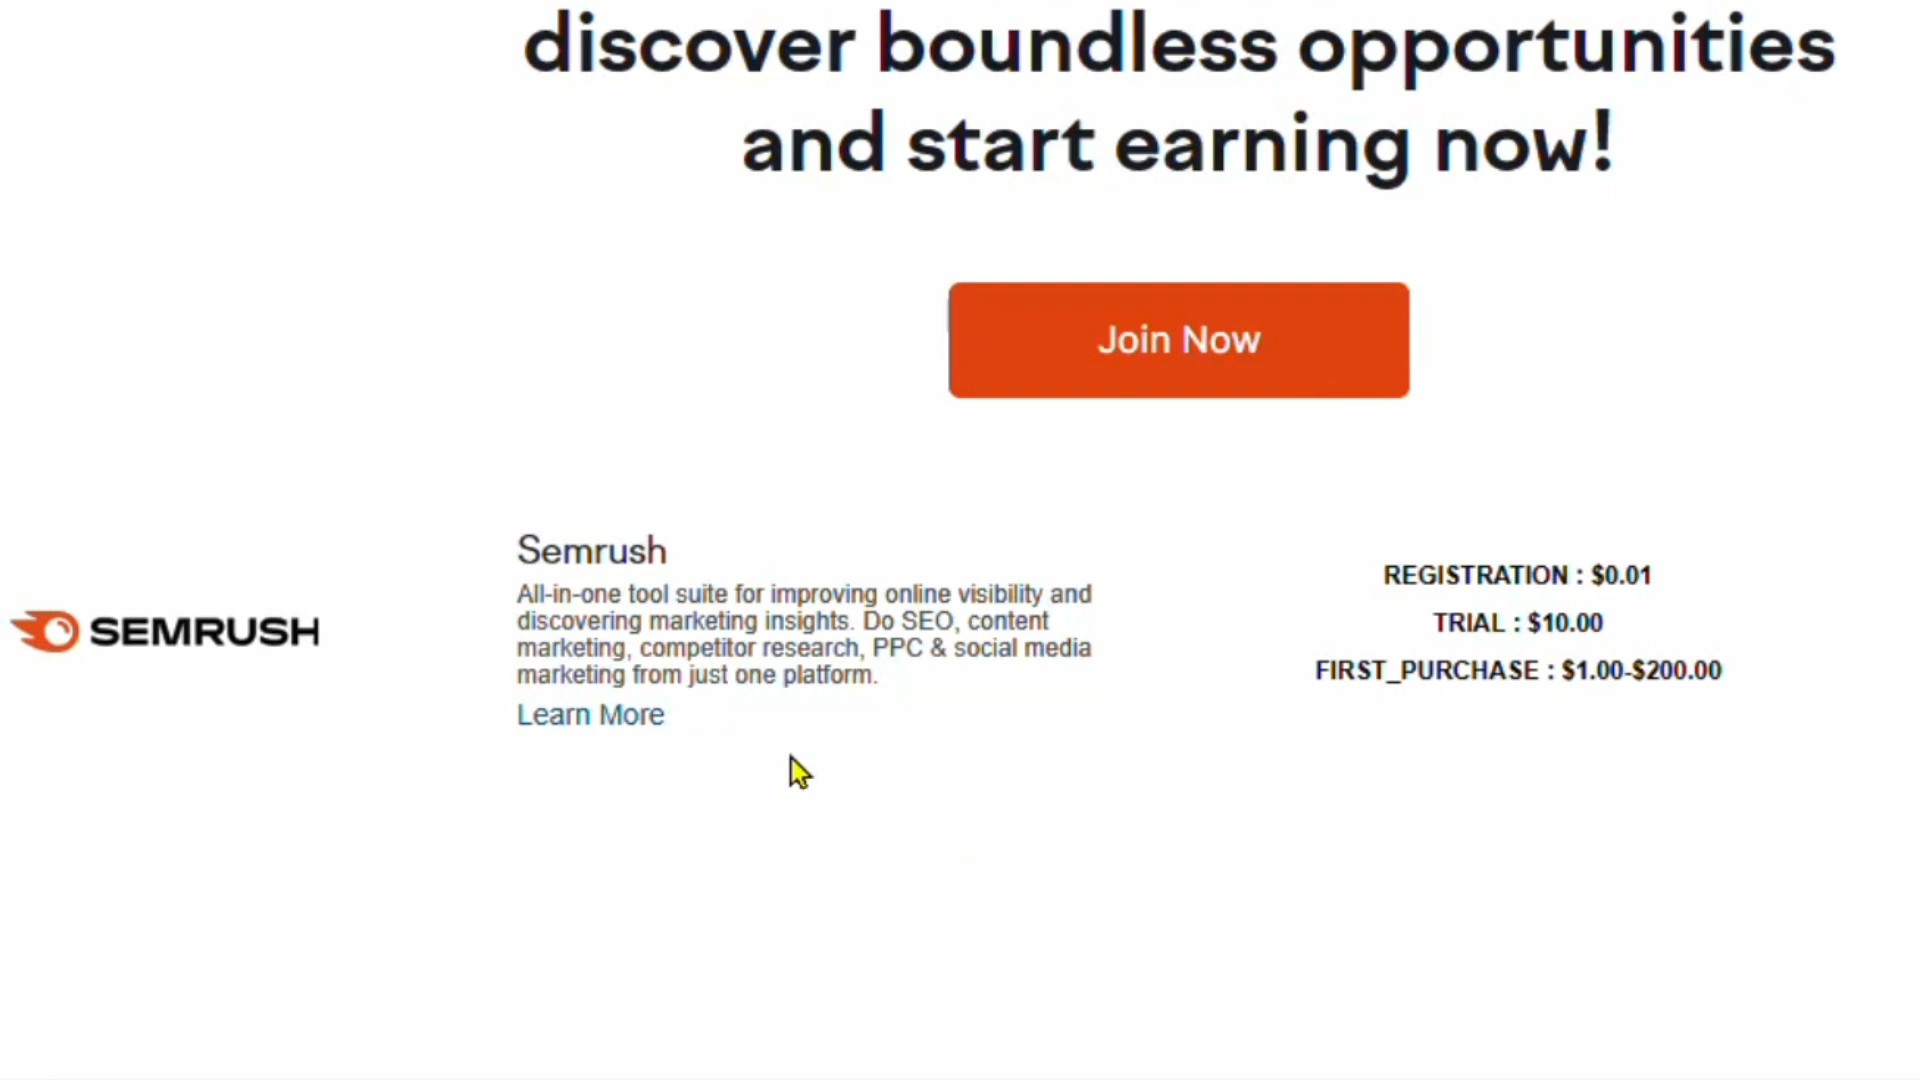 discover boundless opportunities
and start earning now!
Join Now
SEMRUSH
Semrush
All-in-one tool suite for improving online visibility and
discovering marketing insights. Do SEO, content
marketing, competitor research, PPC & social media
marketing from just one platform.
Learn More
REGISTRATION : $0.01
TRIAL : $10.00
FIRST_PURCHASE : $1.00-$200.00